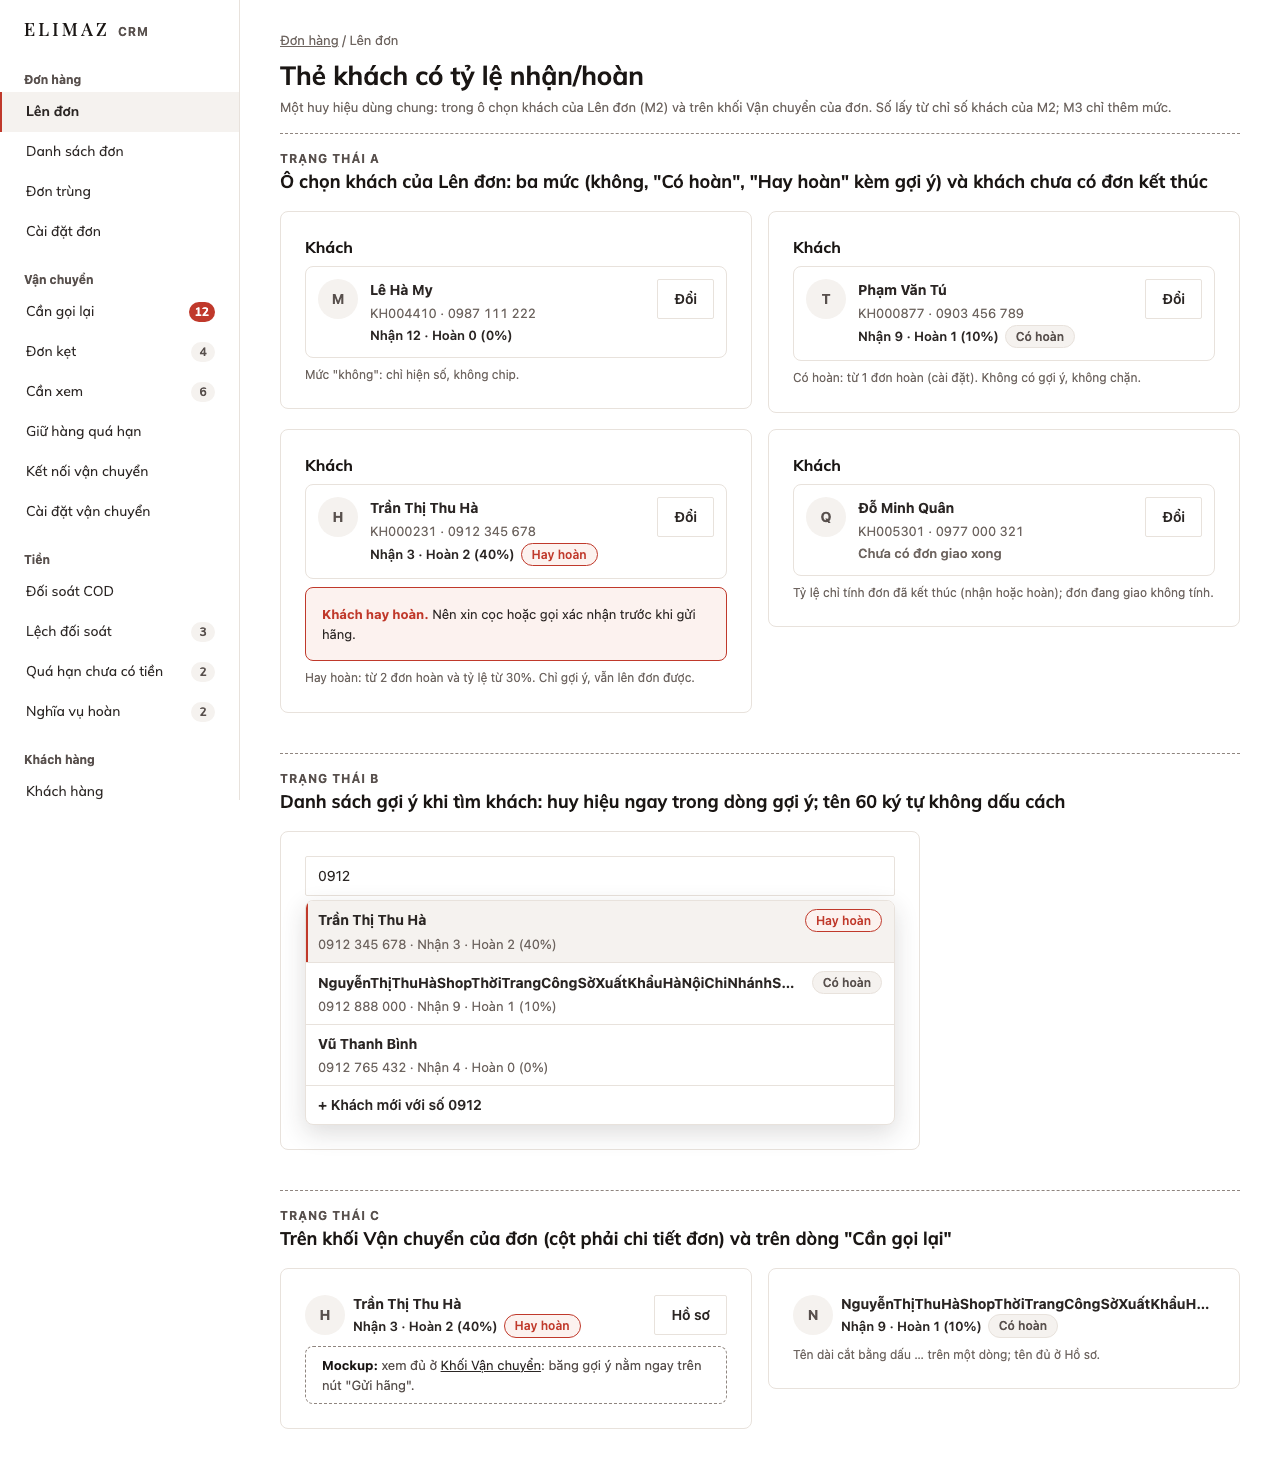 ELIMAZ CRM
Đơn hàng
Lên đơn
Danh sách đơn
Đơn trùng
Cài đặt đơn
Vận chuyển
Cần gọi lại 12
Đơn kẹt 4
Cần xem 6
Giữ hàng quá hạn
Kết nối vận chuyển
Cài đặt vận chuyển
Tiền
Đối soát COD
Lệch đối soát 3
Quá hạn chưa có tiền 2
Nghĩa vụ hoàn 2
Khách hàng
Khách hàng
Đơn hàng / Lên đơn
Thẻ khách có tỷ lệ nhận/hoàn
Một huy hiệu dùng chung: trong ô chọn khách của Lên đơn (M2) và trên khối Vận chuyển của đơn. Số lấy từ chỉ số khách của M2; M3 chỉ thêm mức.
TRẠNG THÁI A
Ô chọn khách của Lên đơn: ba mức (không, "Có hoàn", "Hay hoàn" kèm gợi ý) và khách chưa có đơn kết thúc
Khách
M
Lê Hà My
KH004410 · 0987 111 222
Nhận 12 · Hoàn 0 (0%)
Đổi
Mức "không": chỉ hiện số, không chip.
Khách
T
Phạm Văn Tú
KH000877 · 0903 456 789
Nhận 9 · Hoàn 1 (10%) Có hoàn
Đổi
Có hoàn: từ 1 đơn hoàn (cài đặt). Không có gợi ý, không chặn.
Khách
H
Trần Thị Thu Hà
KH000231 · 0912 345 678
Nhận 3 · Hoàn 2 (40%) Hay hoàn
Đổi
Khách hay hoàn. Nên xin cọc hoặc gọi xác nhận trước khi gửi
hãng.
Hay hoàn: từ 2 đơn hoàn và tỷ lệ từ 30%. Chỉ gợi ý, vẫn lên đơn được.
Khách
Q
Đỗ Minh Quân
KH005301 · 0977 000 321
Chưa có đơn giao xong
Đổi
Tỷ lệ chỉ tính đơn đã kết thúc (nhận hoặc hoàn); đơn đang giao không tính.
TRẠNG THÁI B
Danh sách gợi ý khi tìm khách: huy hiệu ngay trong dòng gợi ý; tên 60 ký tự không dấu cách
0912
Trần Thị Thu Hà Hay hoàn
0912 345 678 · Nhận 3 · Hoàn 2 (40%)
NguyễnThịThuHàShopThờiTrangCôngSởXuấtKhẩuHàNộiChiNhánhS... Có hoàn
0912 888 000 · Nhận 9 · Hoàn 1 (10%)
Vũ Thanh Bình
0912 765 432 · Nhận 4 · Hoàn 0 (0%)
+ Khách mới với số 0912
TRẠNG THÁI C
Trên khối Vận chuyển của đơn (cột phải chi tiết đơn) và trên dòng "Cần gọi lại"
H
Trần Thị Thu Hà
Nhận 3 · Hoàn 2 (40%) Hay hoàn
Hồ sơ
Mockup: xem đủ ở Khối Vận chuyển: băng gợi ý nằm ngay trên
nút "Gửi hãng".
N
NguyễnThịThuHàShopThờiTrangCôngSởXuấtKhẩuH...
Nhận 9 · Hoàn 1 (10%) Có hoàn
Tên dài cắt bằng dấu ... trên một dòng; tên đủ ở Hồ sơ.